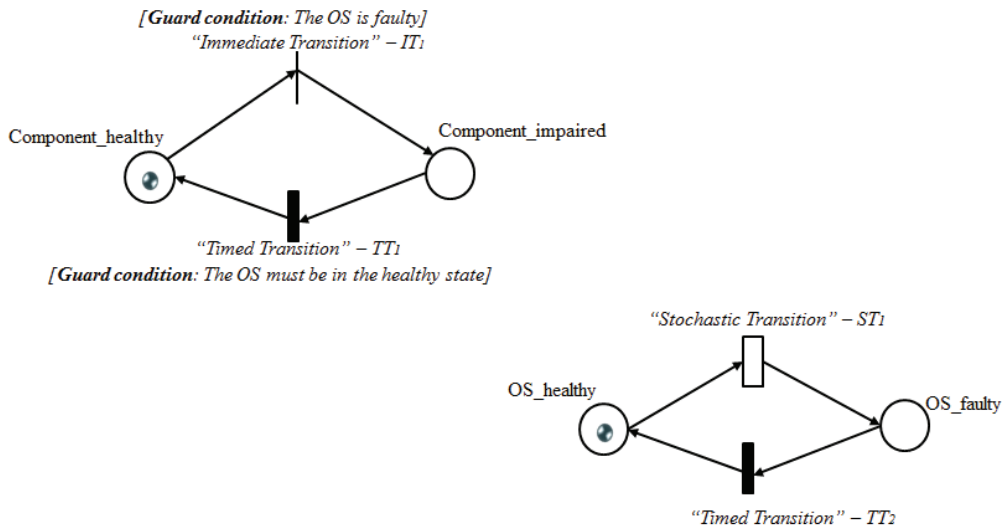 [Guard condition: The OS is faulty]
“Immediate Transition” – IT1
Component_healthy
Component_impaired
“Timed Transition” – TT1
[Guard condition: The OS must be in the healthy state]
“Stochastic Transition” – ST1
OS_healthy
OS_faulty
“Timed Transition” – TT2